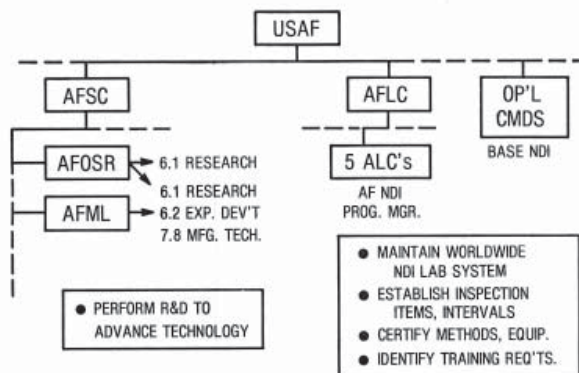 USAF
AFSC
AFLC
OP'L
CMDS
BASE NDI
AFOSR
6.1 RESEARCH
6.1 RESEARCH
AFML
6.2 EXP. DEV'T
7.8 MFG. TECH.
5 ALC's
AF NDI
PROG. MGR.
● PERFORM R&D TO
ADVANCE TECHNOLOGY
● MAINTAIN WORLDWIDE
NDI LAB SYSTEM
● ESTABLISH INSPECTION
ITEMS, INTERVALS
● CERTIFY METHODS, EQUIP.
● IDENTIFY TRAINING REQ'TS.